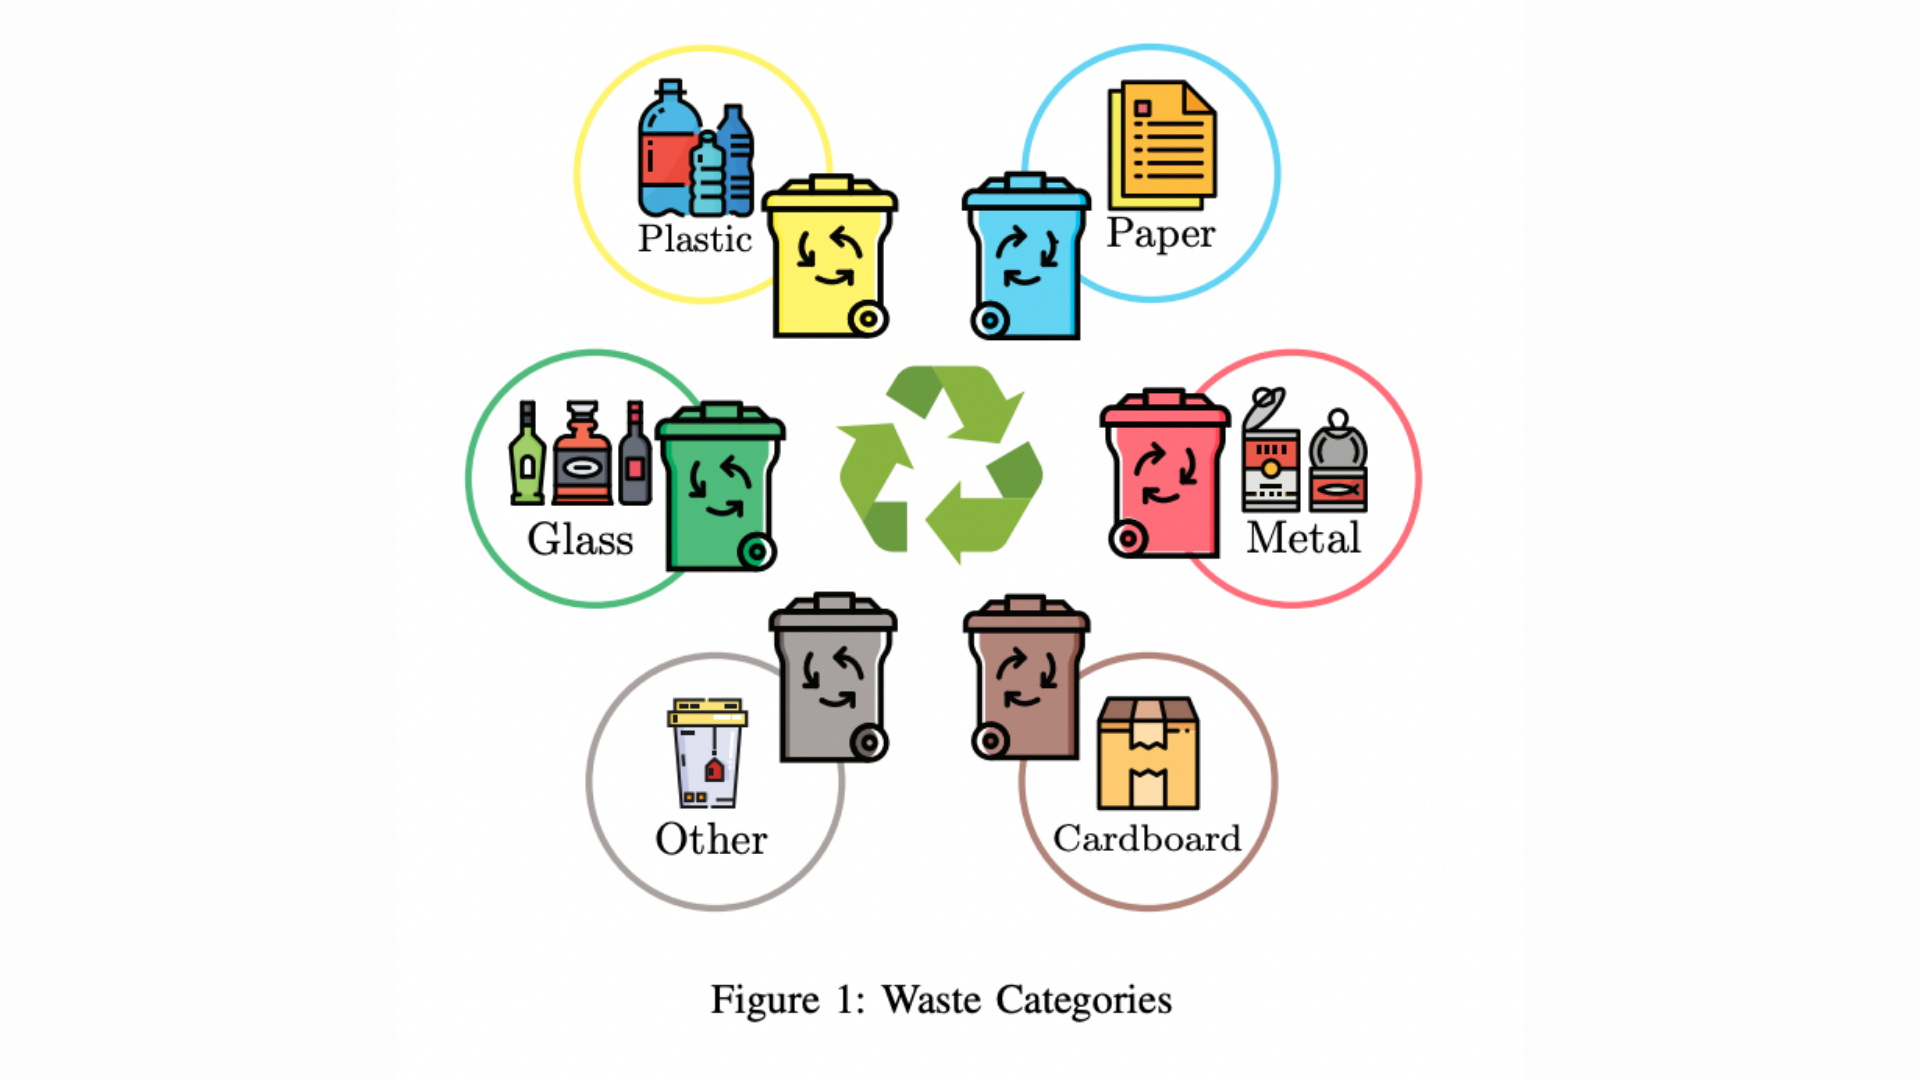 Plastic
Paper
Glass
Metal
Other
Cardboard
Figure 1: Waste Categories